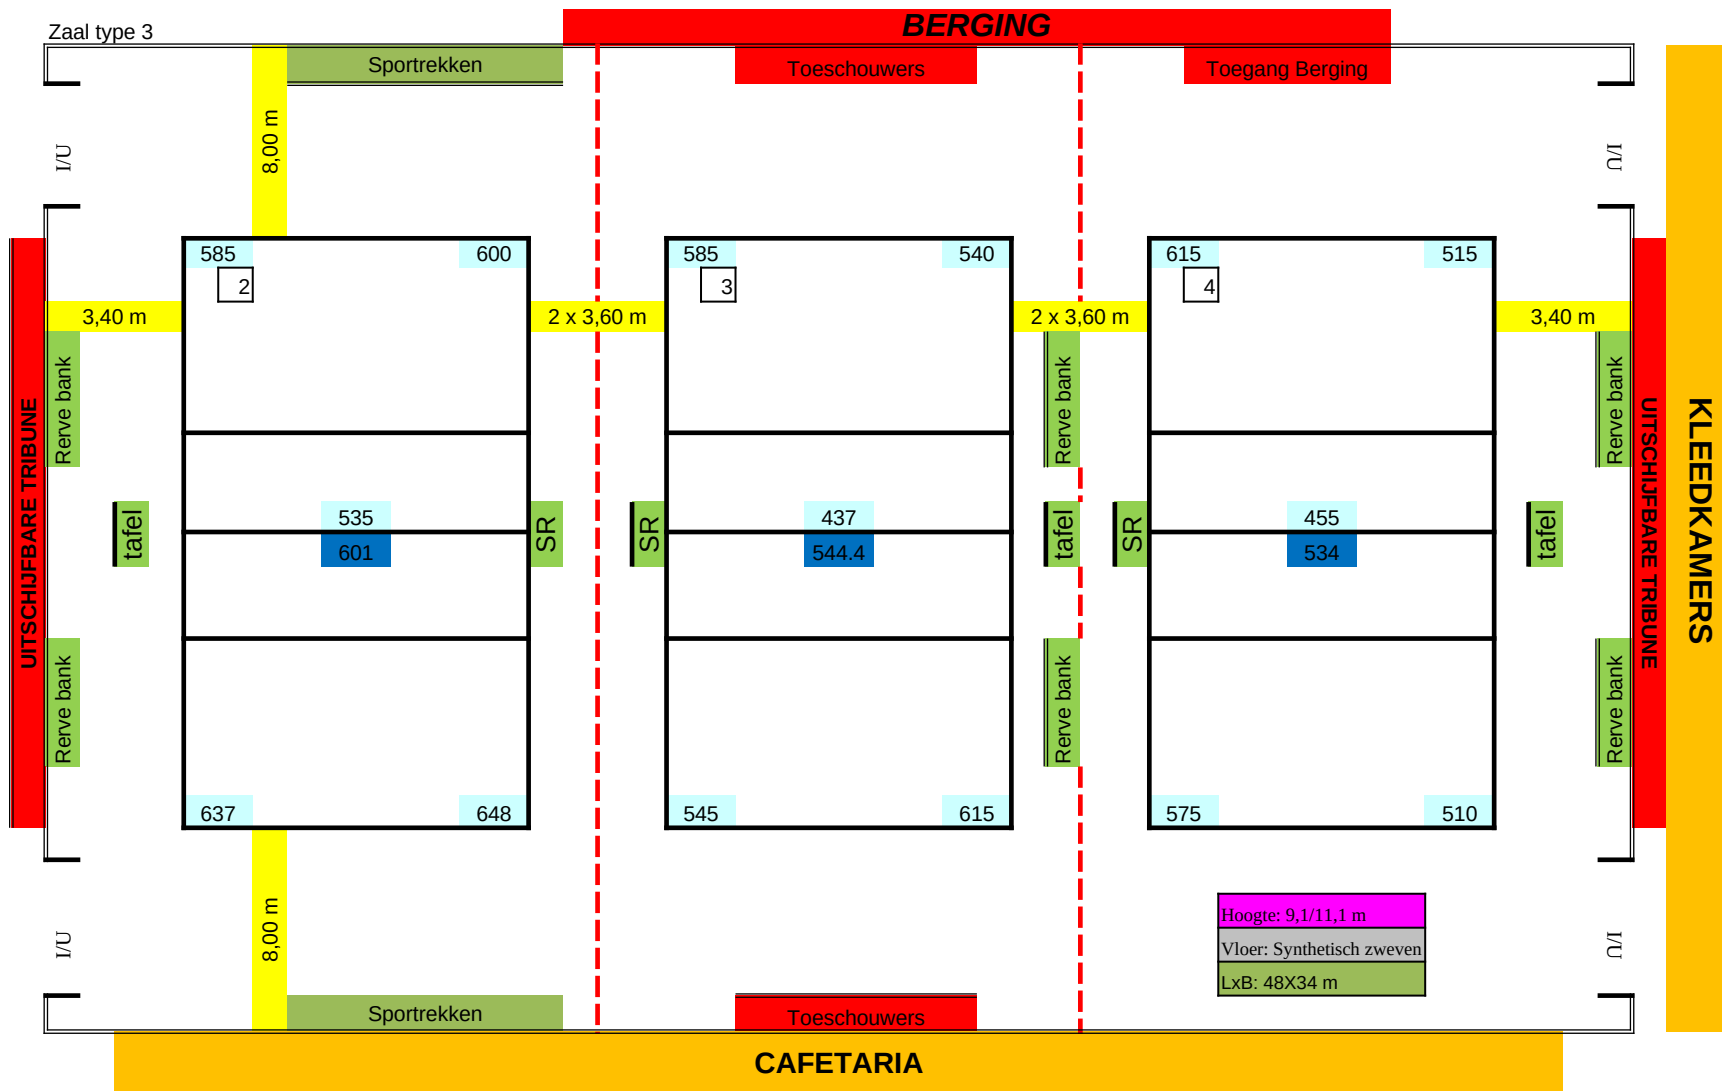 BERGING
Zaal type 3
Sportrekken
Toeschouwers
Toegang Berging
8,00 m
I/U
I/U
585
600
585
540
615
515
2
3
4
3,40 m
2 x 3,60 m
2 x 3,60 m
3,40 m
Rerve bank
Rerve bank
Rerve bank
UITSCHIJFBARE TRIBUNE
UITSCHIJFBARE TRIBUNE
KLEEDKAMERS
tafel
535
SR
SR
437
tafel
SR
455
tafel
601
544.4
534
Rerve bank
Rerve bank
Rerve bank
637
648
545
615
575
510
8,00 m
I/U
I/U
Hoogte: 9,1/11,1 m
Vloer: Synthetisch zweven
LxB: 48X34 m
Sportrekken
Toeschouwers
CAFETARIA